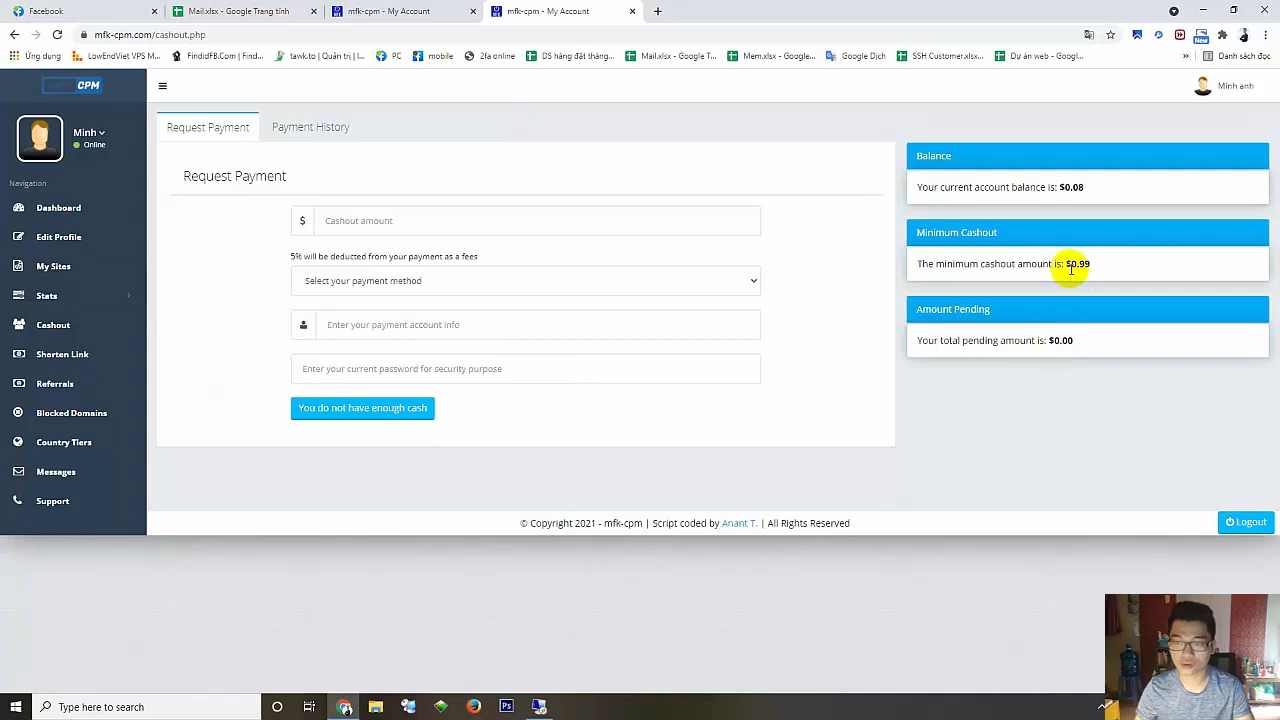 Facebook
Mail.xlsx - Google Trang tính
mfk-cpm - My Account
mfk-cpm - My Account
mfk-cpm.com/cashout.php
New
Ứng dụng
LowEndViet VPS M...
FindidFB.Com | Find...
tawk.to | Quản trị |...
PC
mobile
2fa online
DS hàng đặt tháng...
Mail.xlsx - Google T...
Mem.xlsx - Google...
Google Dịch
SSH Customer.xlsx...
Dự án web - Googl...
»
Danh sách đọc
CPM
Minh anh
Minh
Online
Navigation
Dashboard
Edit Profile
My Sites
Stats
Cashout
Shorten Link
Referrals
Blocked Domains
Country Tiers
Messages
Support
Request Payment
Payment History
Request Payment
$ Cashout amount
5% will be deducted from your payment as a fees
Select your payment method
Enter your payment account info
Enter your current password for security purpose
You do not have enough cash
Balance
Your current account balance is: $0.08
Minimum Cashout
The minimum cashout amount is: $0.99
Amount Pending
Your total pending amount is: $0.00
© Copyright 2021 - mfk-cpm | Script coded by Anant T. | All Rights Reserved
Logout
Type here to search
Ps